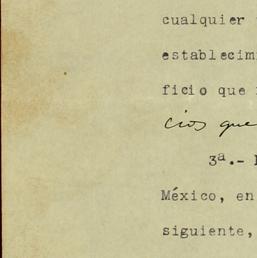 cualquier
establecim
ficio que
cios que
3ª.-
México, en
siguiente,